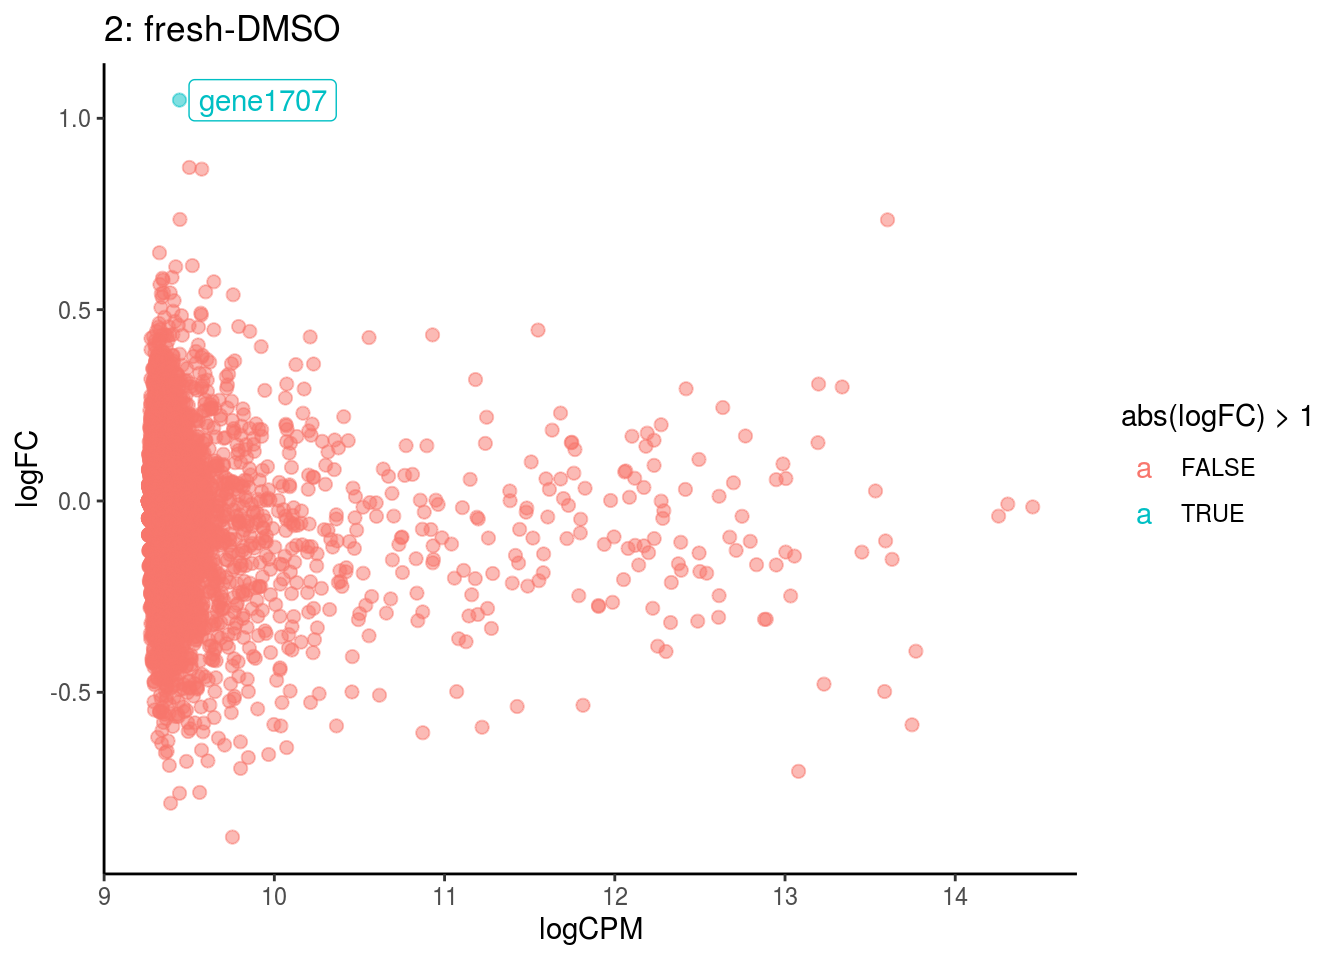 2: fresh-DMSO
gene1707
1.0
0.5
0.0
-0.5
logFC
9
10
11
12
13
14
logCPM
abs(logFC) > 1
a FALSE
a TRUE